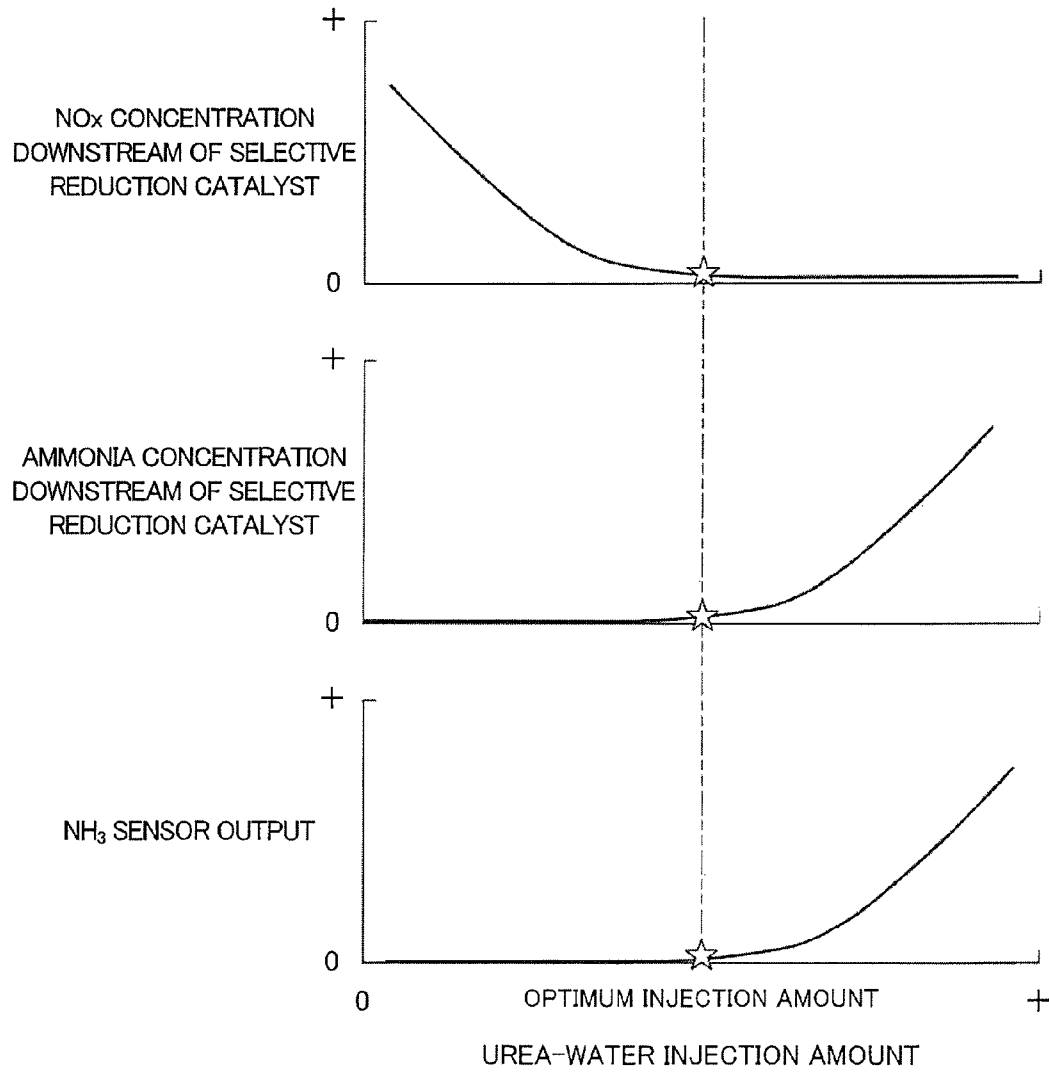 +
NOx CONCENTRATION
DOWNSTREAM OF SELECTIVE
REDUCTION CATALYST
0
+
AMMONIA CONCENTRATION
DOWNSTREAM OF SELECTIVE
REDUCTION CATALYST
0
+
NH₃ SENSOR OUTPUT
0
0 OPTIMUM INJECTION AMOUNT +
UREA-WATER INJECTION AMOUNT